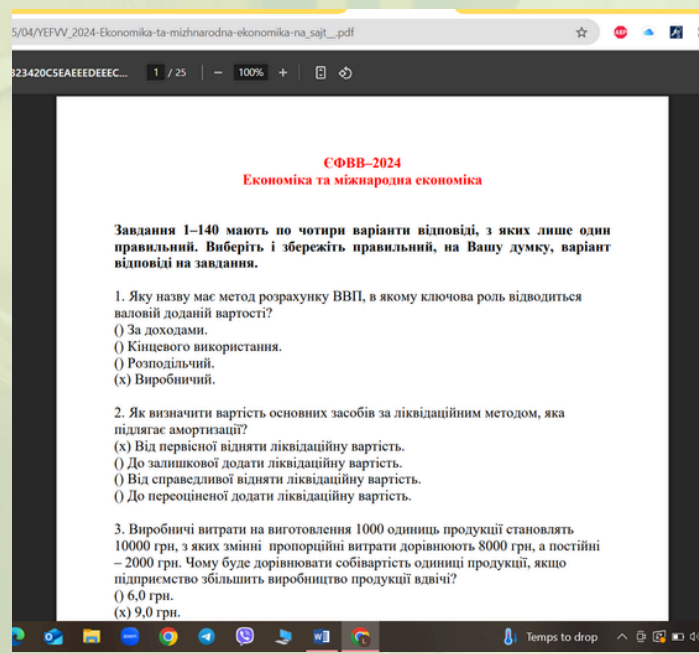 5/04/YEFVV_2024-Ekonomika-ta-mizhnarodna-ekonomika-na_sajt__.pdf
ABP
323420C5EAEEEDEEEC... 1 / 25 | − 100% +
ЄФВВ–2024
Економіка та міжнародна економіка
Завдання 1–140 мають по чотири варіанти відповіді, з яких лише один
правильний. Виберіть і збережіть правильний, на Вашу думку, варіант
відповіді на завдання.
1. Яку назву має метод розрахунку ВВП, в якому ключова роль відводиться
валовій доданій вартості?
() За доходами.
() Кінцевого використання.
() Розподільчий.
(x) Виробничий.
2. Як визначити вартість основних засобів за ліквідаційним методом, яка
підлягає амортизації?
(x) Від первісної відняти ліквідаційну вартість.
() До залишкової додати ліквідаційну вартість.
() Від справедливої відняти ліквідаційну вартість.
() До переоціненої додати ліквідаційну вартість.
3. Виробничі витрати на виготовлення 1000 одиниць продукції становлять
10000 грн, з яких змінні пропорційні витрати дорівнюють 8000 грн, а постійні
– 2000 грн. Чому буде дорівнювати собівартість одиниці продукції, якщо
підприємство збільшить виробництво продукції вдвічі?
() 6,0 грн.
(x) 9,0 грн.
zoom
Temps to drop